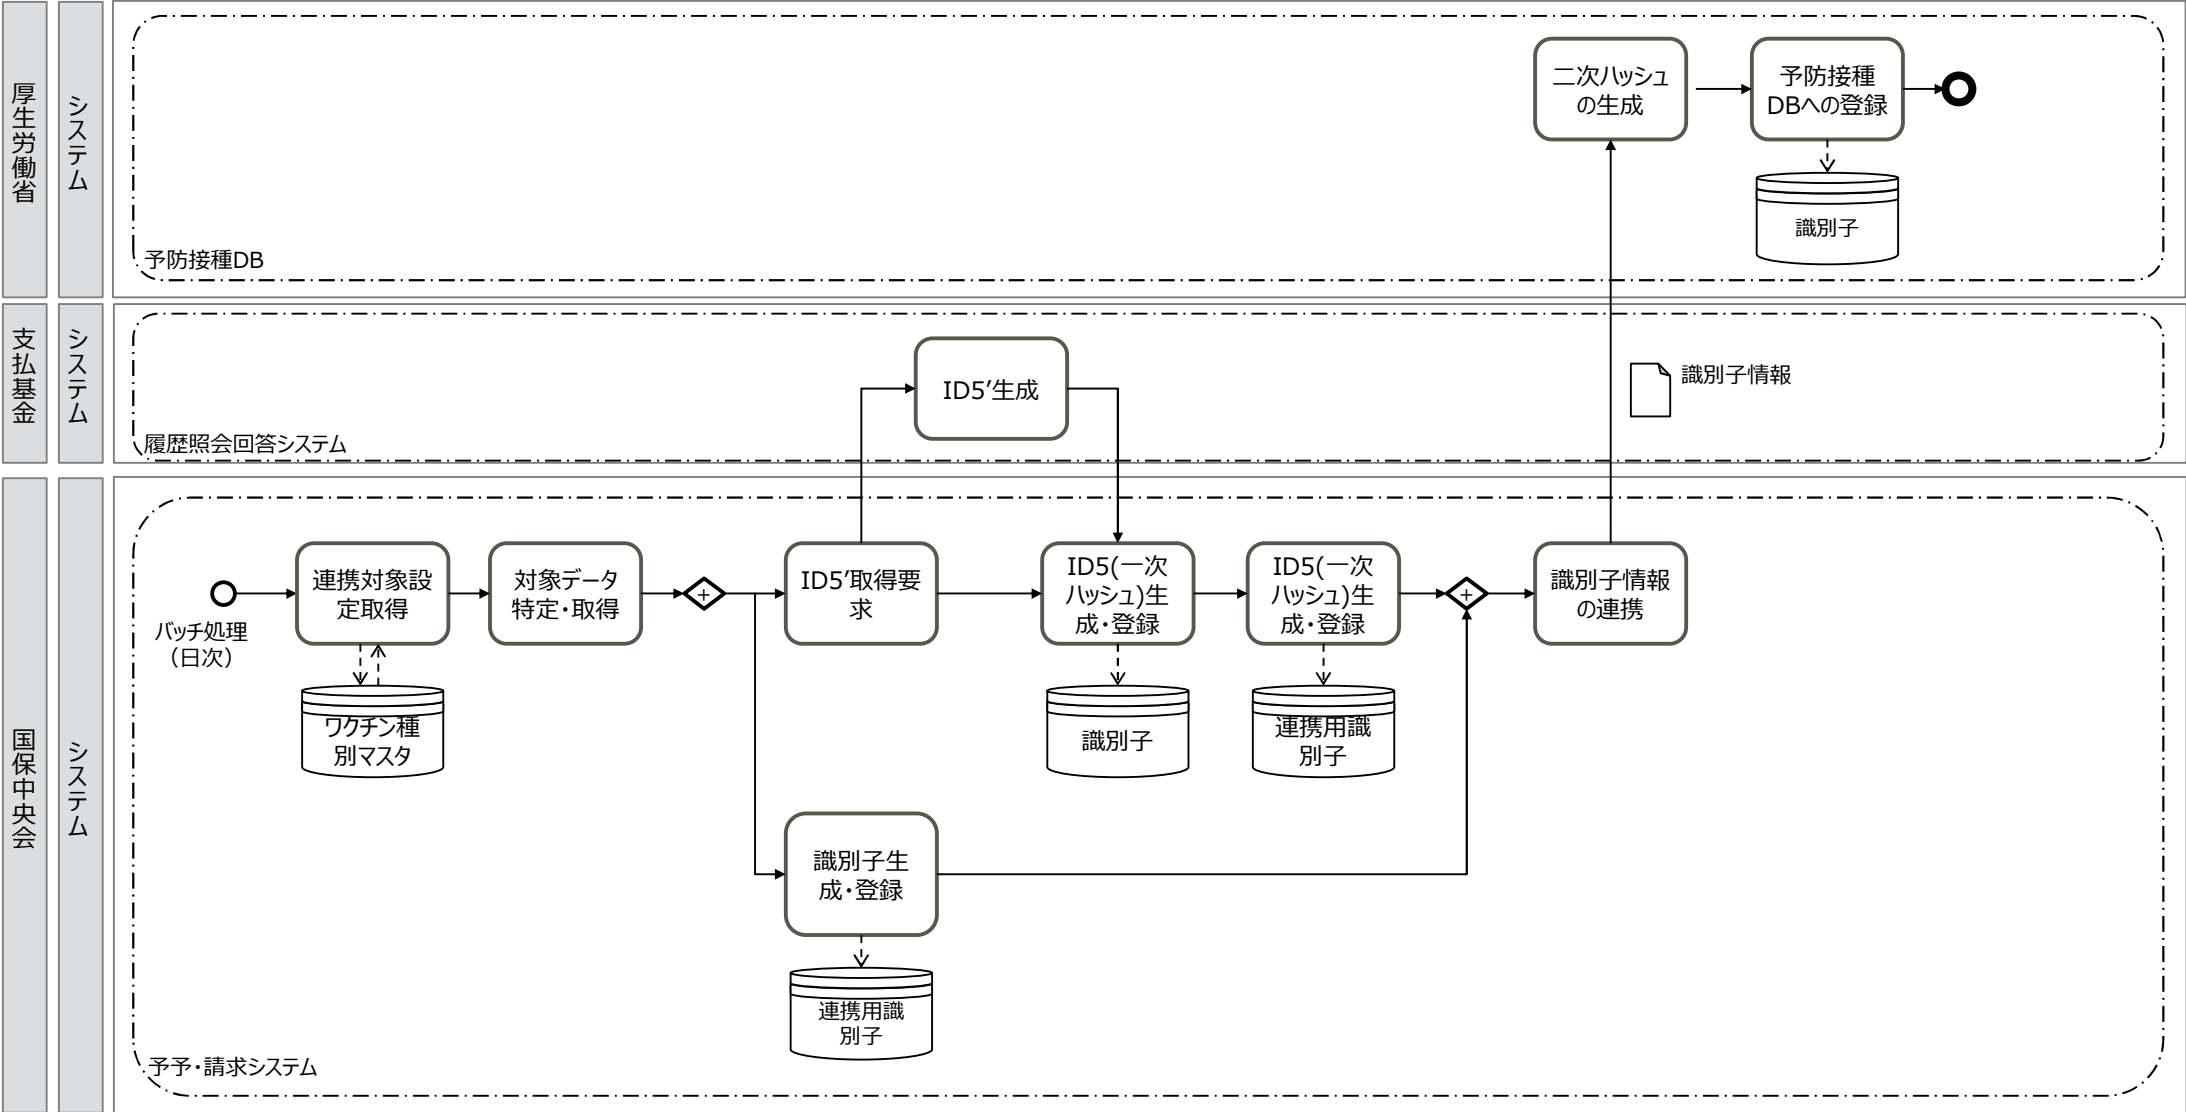 厚生労働省
システム
二次ハッシュ
の生成
予防接種
DBへの登録
識別子
予防接種DB
支払基金
システム
ID5′生成
識別子情報
履歴照会回答システム
国保中央会
システム
バッチ処理
（日次）
連携対象設
定取得
ワクチン種
別マスタ
対象データ
特定・取得
+
ID5′取得要
求
ID5(一次
ハッシュ)生
成・登録
識別子
ID5(一次
ハッシュ)生
成・登録
連携用識
別子
+
識別子情報
の連携
識別子生
成・登録
連携用識
別子
予予・請求システム